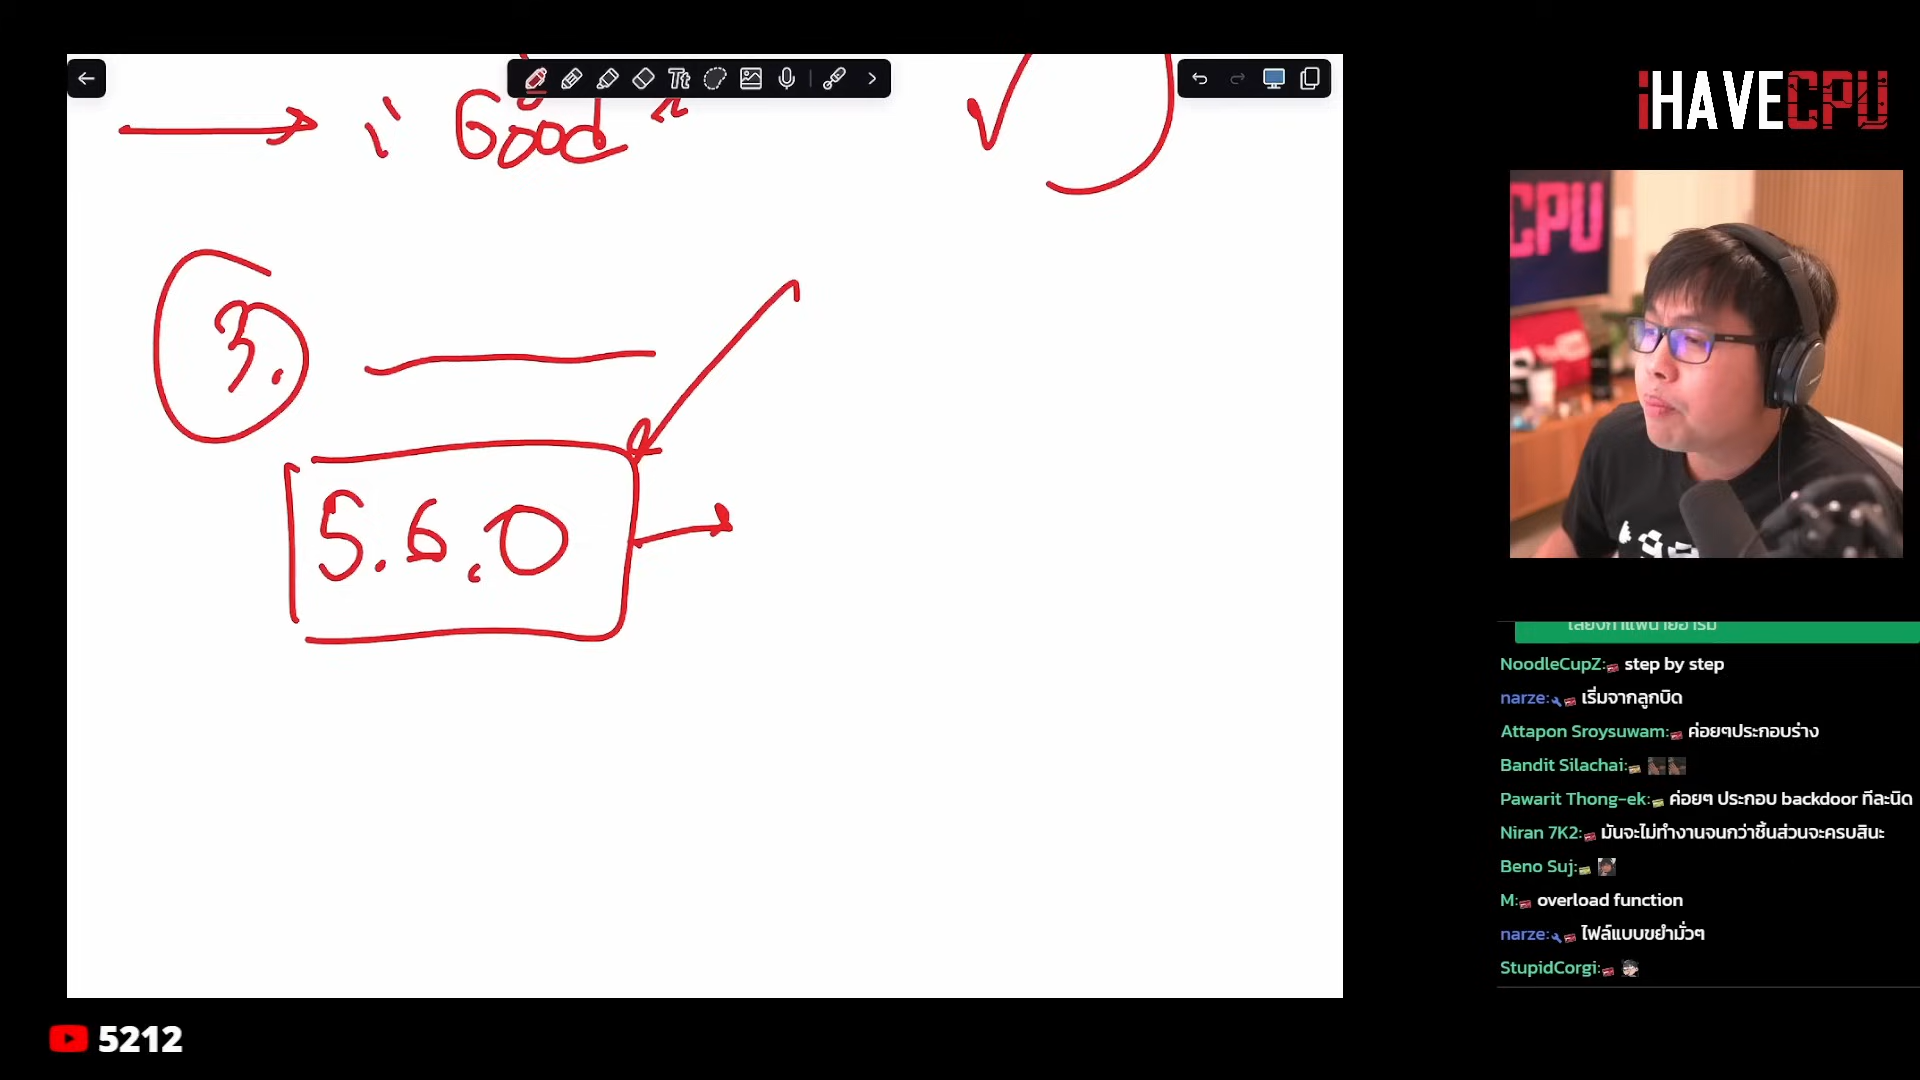 "Good"
3.
5.6.0
iHAVECPU
CPU
NoodleCupZ: step by step
narze: เริ่มจากลูกบิด
Attapon Sroysuwam: ค่อยๆประกอบร่าง
Bandit Silachai:
Pawarit Thong-ek: ค่อยๆ ประกอบ backdoor ทีละนิด
Niran 7K2: มันจะไม่ทำงานจนกว่าชิ้นส่วนจะครบสินะ
Beno Suj:
M: overload function
narze: ไฟล์แบบขยำมั่วๆ
StupidCorgi:
5212